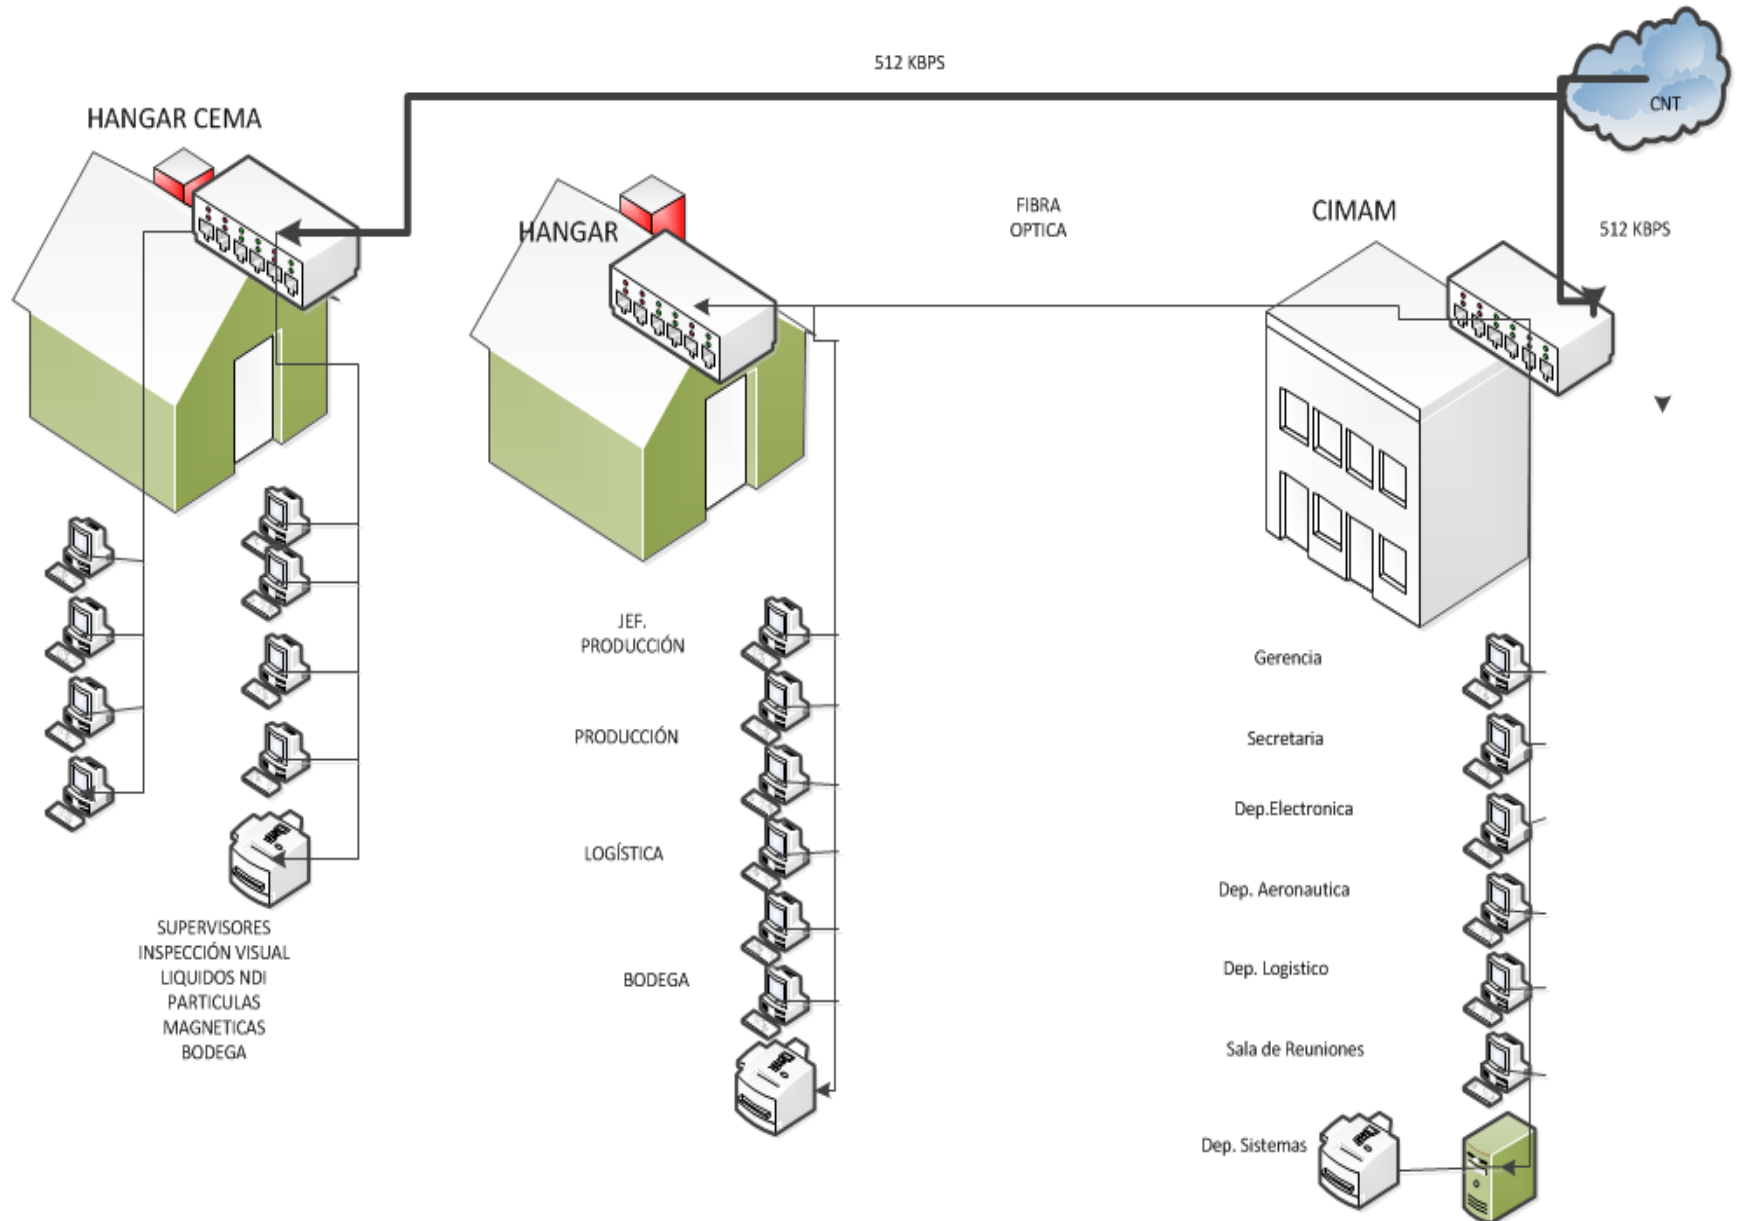 512 KBPS
CNT
HANGAR CEMA
HANGAR
FIBRA
OPTICA
CIMAM
512 KBPS
JEF.
PRODUCCIÓN
PRODUCCIÓN
LOGÍSTICA
BODEGA
Gerencia
Secretaria
Dep.Electronica
Dep. Aeronautica
Dep. Logistico
Sala de Reuniones
Dep. Sistemas
SUPERVISORES
INSPECCIÓN VISUAL
LIQUIDOS NDI
PARTICULAS
MAGNETICAS
BODEGA